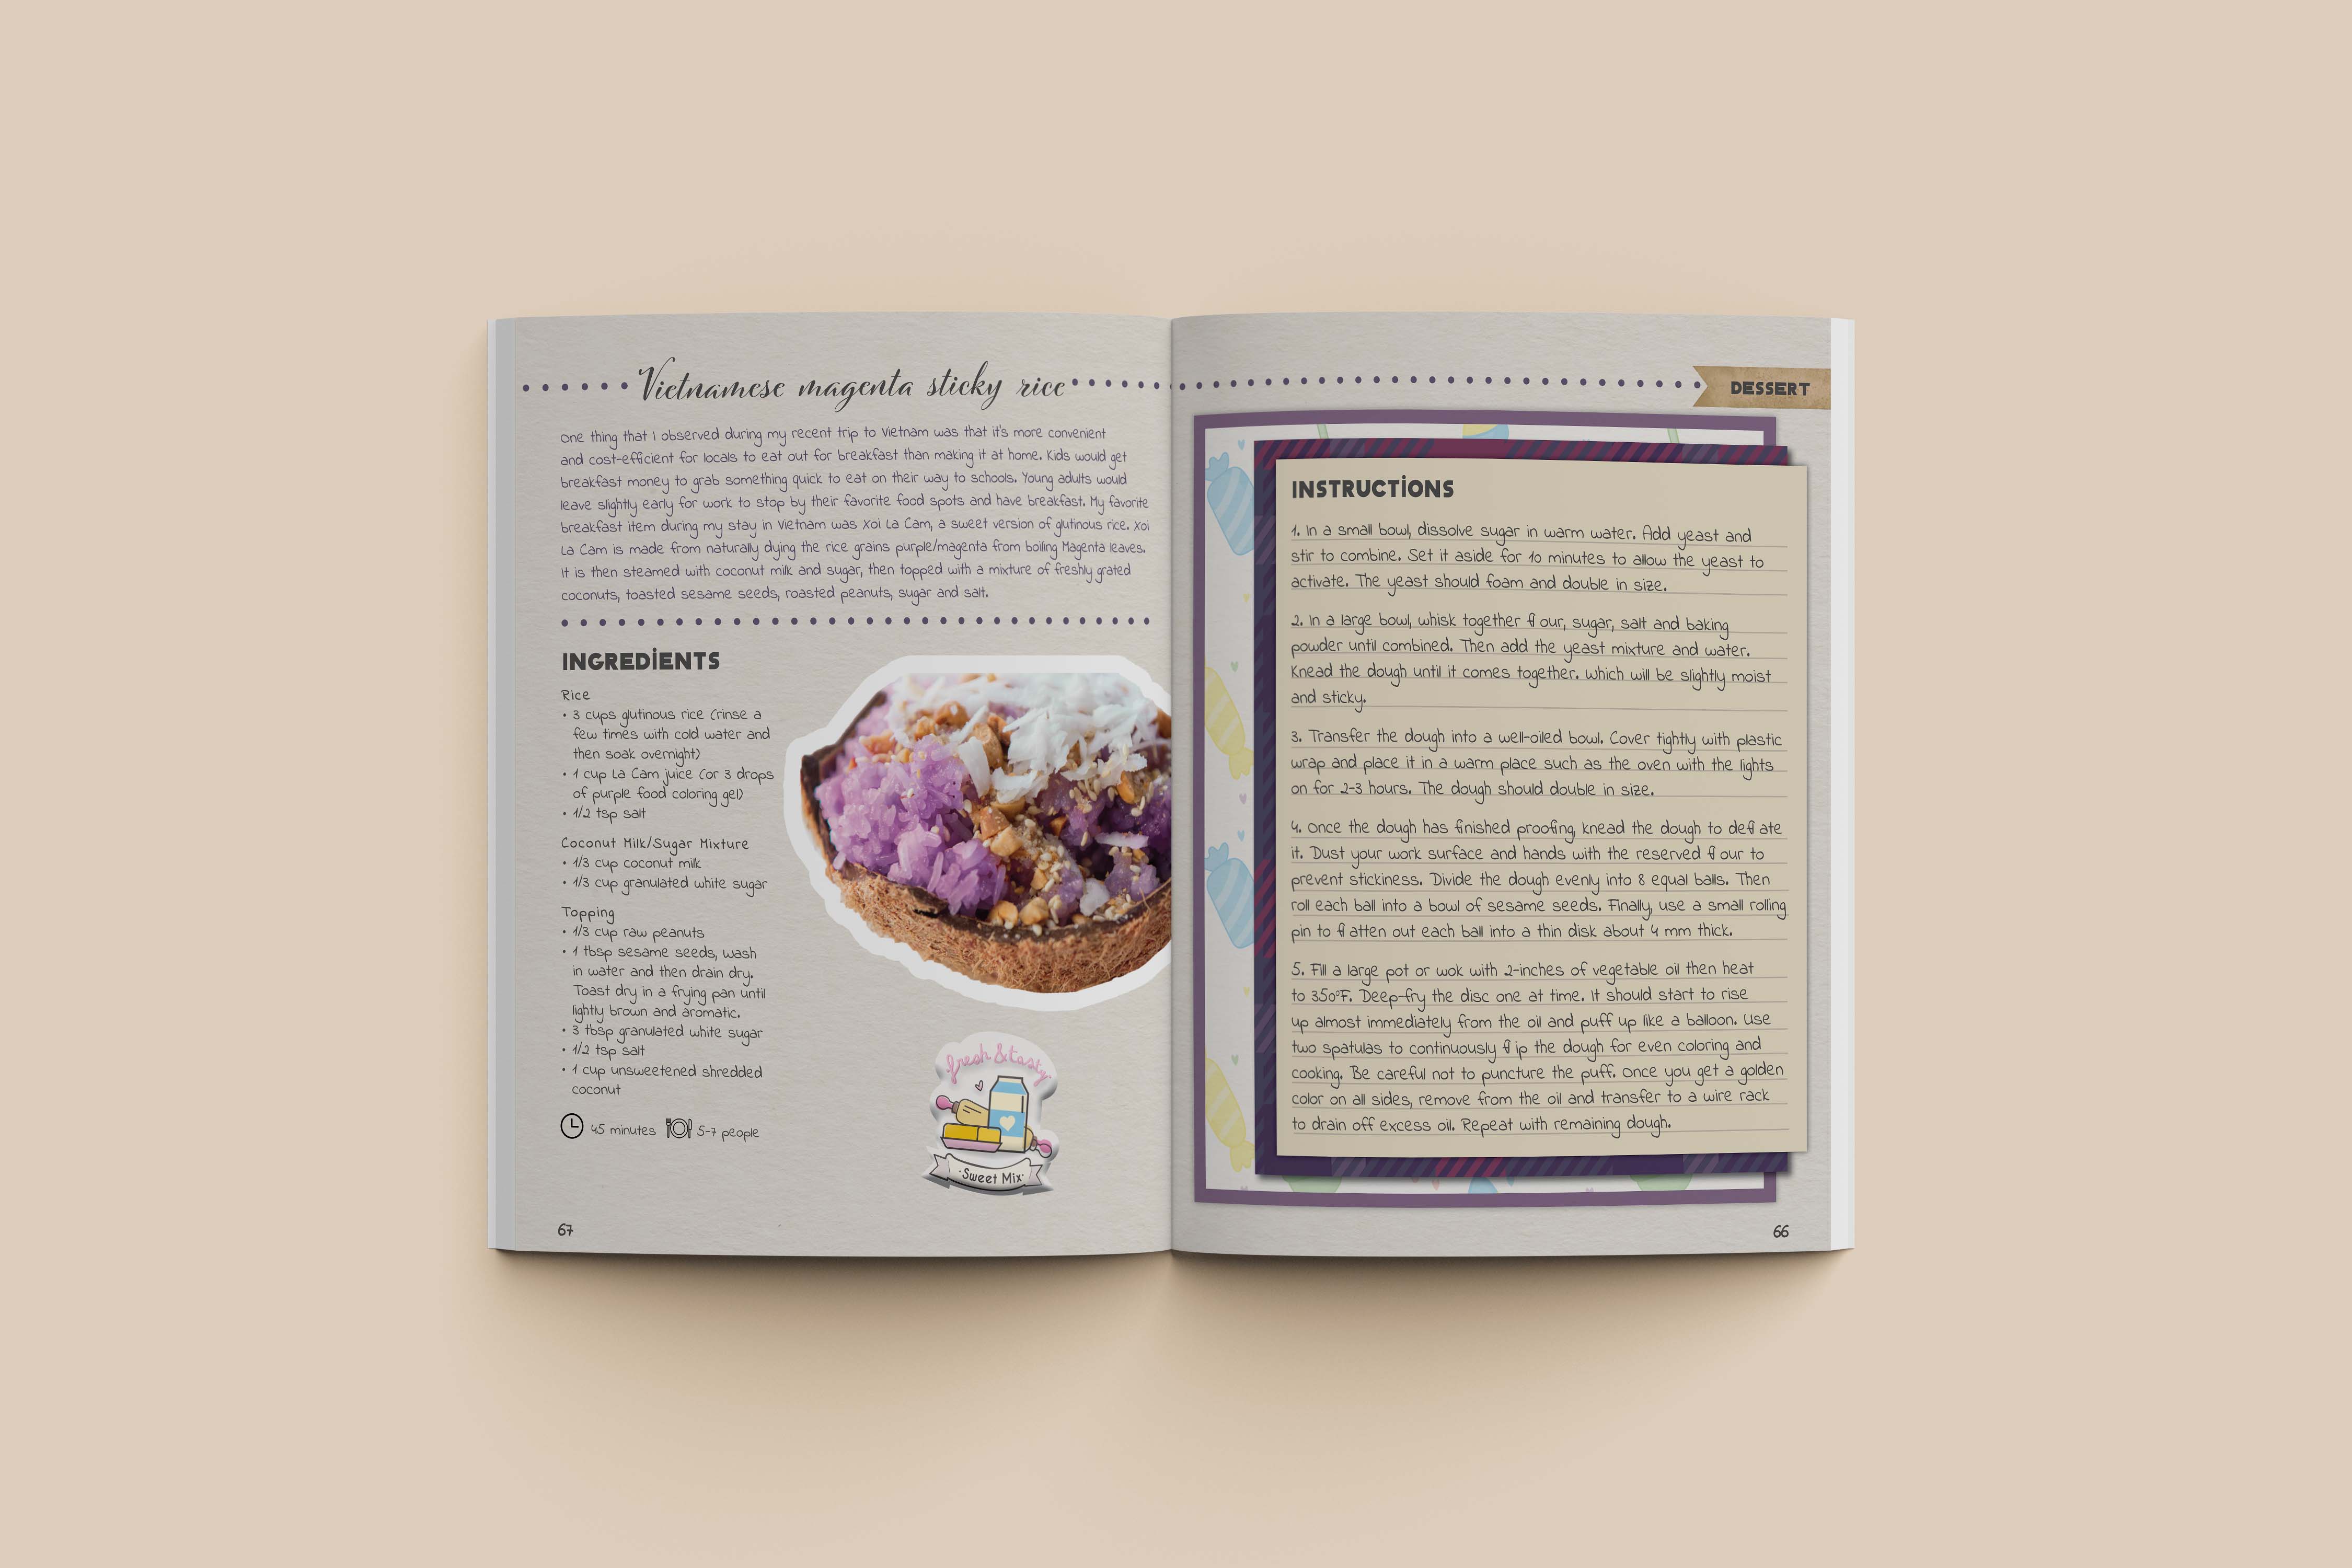 Vietnamese magenta sticky rice
One thing that I observed during my recent trip to Vietnam was that it's more convenient
and cost-efficient for locals to eat out for breakfast than making it at home. Kids would get
breakfast money to grab something quick to eat on their way to schools. Young adults would
leave slightly early for work to stop by their favorite food spots and have breakfast. My favorite
breakfast item during my stay in Vietnam was Xoi La Cam, a sweet version of glutinous rice. Xoi
La Cam is made from naturally dying the rice grains purple/magenta from boiling Magenta leaves.
It is then steamed with coconut milk and sugar, then topped with a mixture of freshly grated
coconuts, toasted sesame seeds, roasted peanuts, sugar and salt.
INGREDIENTS
Rice
• 3 cups glutinous rice (rinse a
few times with cold water and
then soak overnight)
• 1 cup La Cam juice (or 3 drops
of purple food coloring gel)
• 1/2 tsp salt
Coconut Milk/Sugar Mixture
• 1/3 cup coconut milk
• 1/3 cup granulated white sugar
Topping
• 1/3 cup raw peanuts
• 1 tbsp sesame seeds, wash
in water and then drain dry.
Toast dry in a frying pan until
lightly brown and aromatic.
• 3 tbsp granulated white sugar
• 1/2 tsp salt
• 1 cup unsweetened shredded
coconut
45 minutes 5-7 people
fresh & tasty
·Sweet Mix·
67
DESSERT
INSTRUCTIONS
1. In a small bowl, dissolve sugar in warm water. Add yeast and
stir to combine. Set it aside for 10 minutes to allow the yeast to
activate. The yeast should foam and double in size.
2. In a large bowl, whisk together fl our, sugar, salt and baking
powder until combined. Then add the yeast mixture and water.
Knead the dough until it comes together. which will be slightly moist
and sticky.
3. Transfer the dough into a well-oiled bowl. Cover tightly with plastic
wrap and place it in a warm place such as the oven with the lights
on for 2-3 hours. The dough should double in size.
4. Once the dough has finished proofing, knead the dough to defl ate
it. Dust your work surface and hands with the reserved fl our to
prevent stickiness. Divide the dough evenly into 8 equal balls. Then
roll each ball into a bowl of sesame seeds. Finally, use a small rolling
pin to fl atten out each ball into a thin disk about 4 mm thick.
5. Fill a large pot or wok with 2-inches of vegetable oil then heat
to 350°F. Deep-fry the disc one at time. It should start to rise
up almost immediately from the oil and puff up like a balloon. Use
two spatulas to continuously fl ip the dough for even coloring and
cooking. Be careful not to puncture the puff. Once you get a golden
color on all sides, remove from the oil and transfer to a wire rack
to drain off excess oil. Repeat with remaining dough.
66